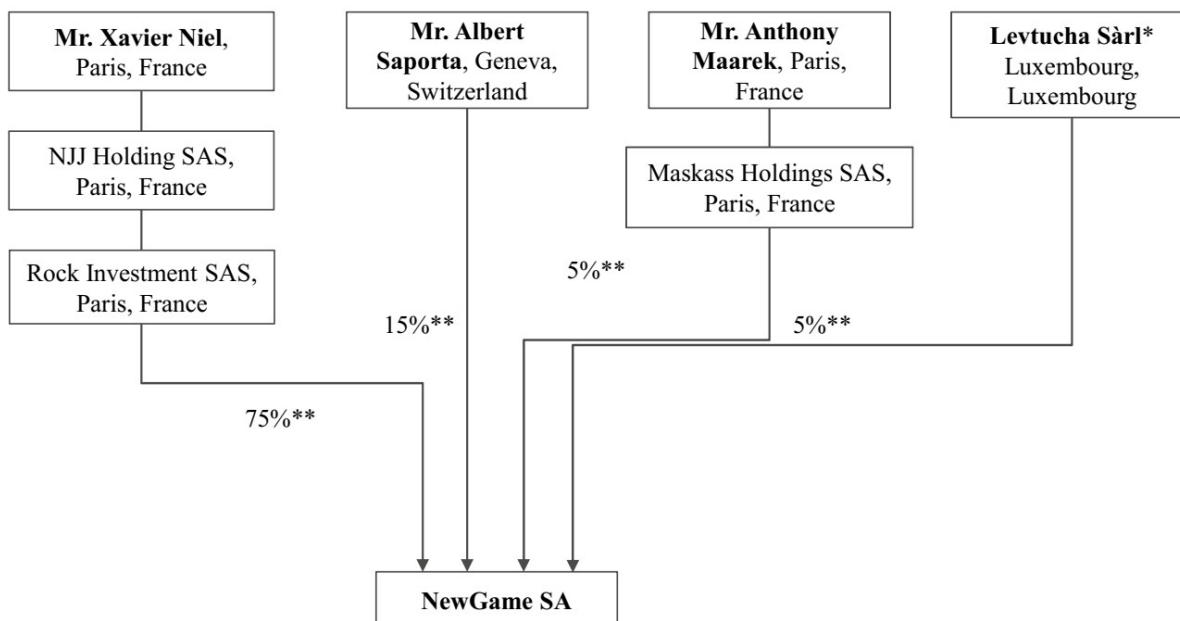 Mr. Xavier Niel,
Paris, France
Mr. Albert
Saporta, Geneva,
Switzerland
Mr. Anthony
Maarek, Paris,
France
Levtucha Sàrl*
Luxembourg,
Luxembourg
NJJ Holding SAS,
Paris, France
Maskass Holdings SAS,
Paris, France
Rock Investment SAS,
Paris, France
5%**
15%**
5%**
75%**
NewGame SA